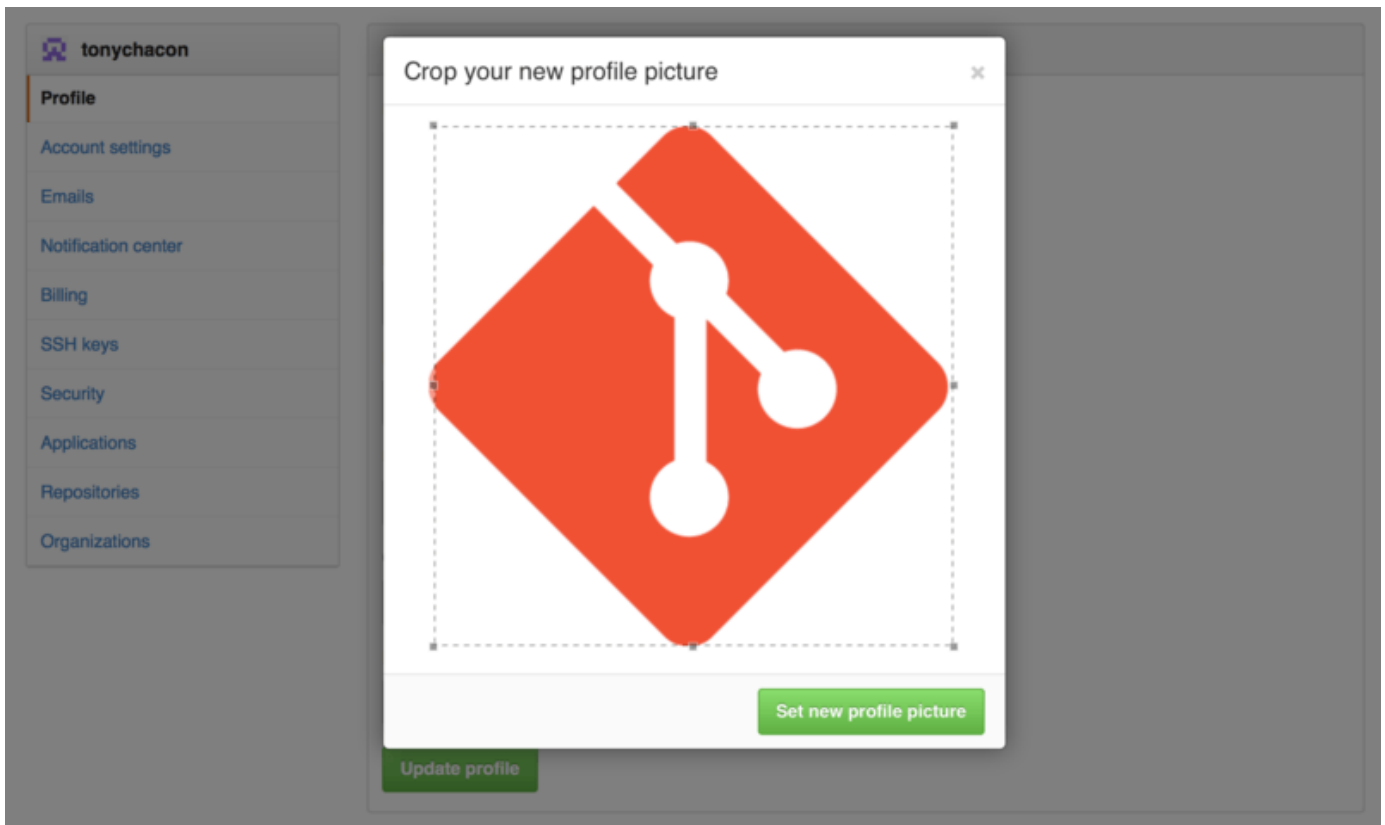 tonychacon
Profile
Account settings
Emails
Notification center
Billing
SSH keys
Security
Applications
Repositories
Organizations
Crop your new profile picture
×
Set new profile picture
Update profile